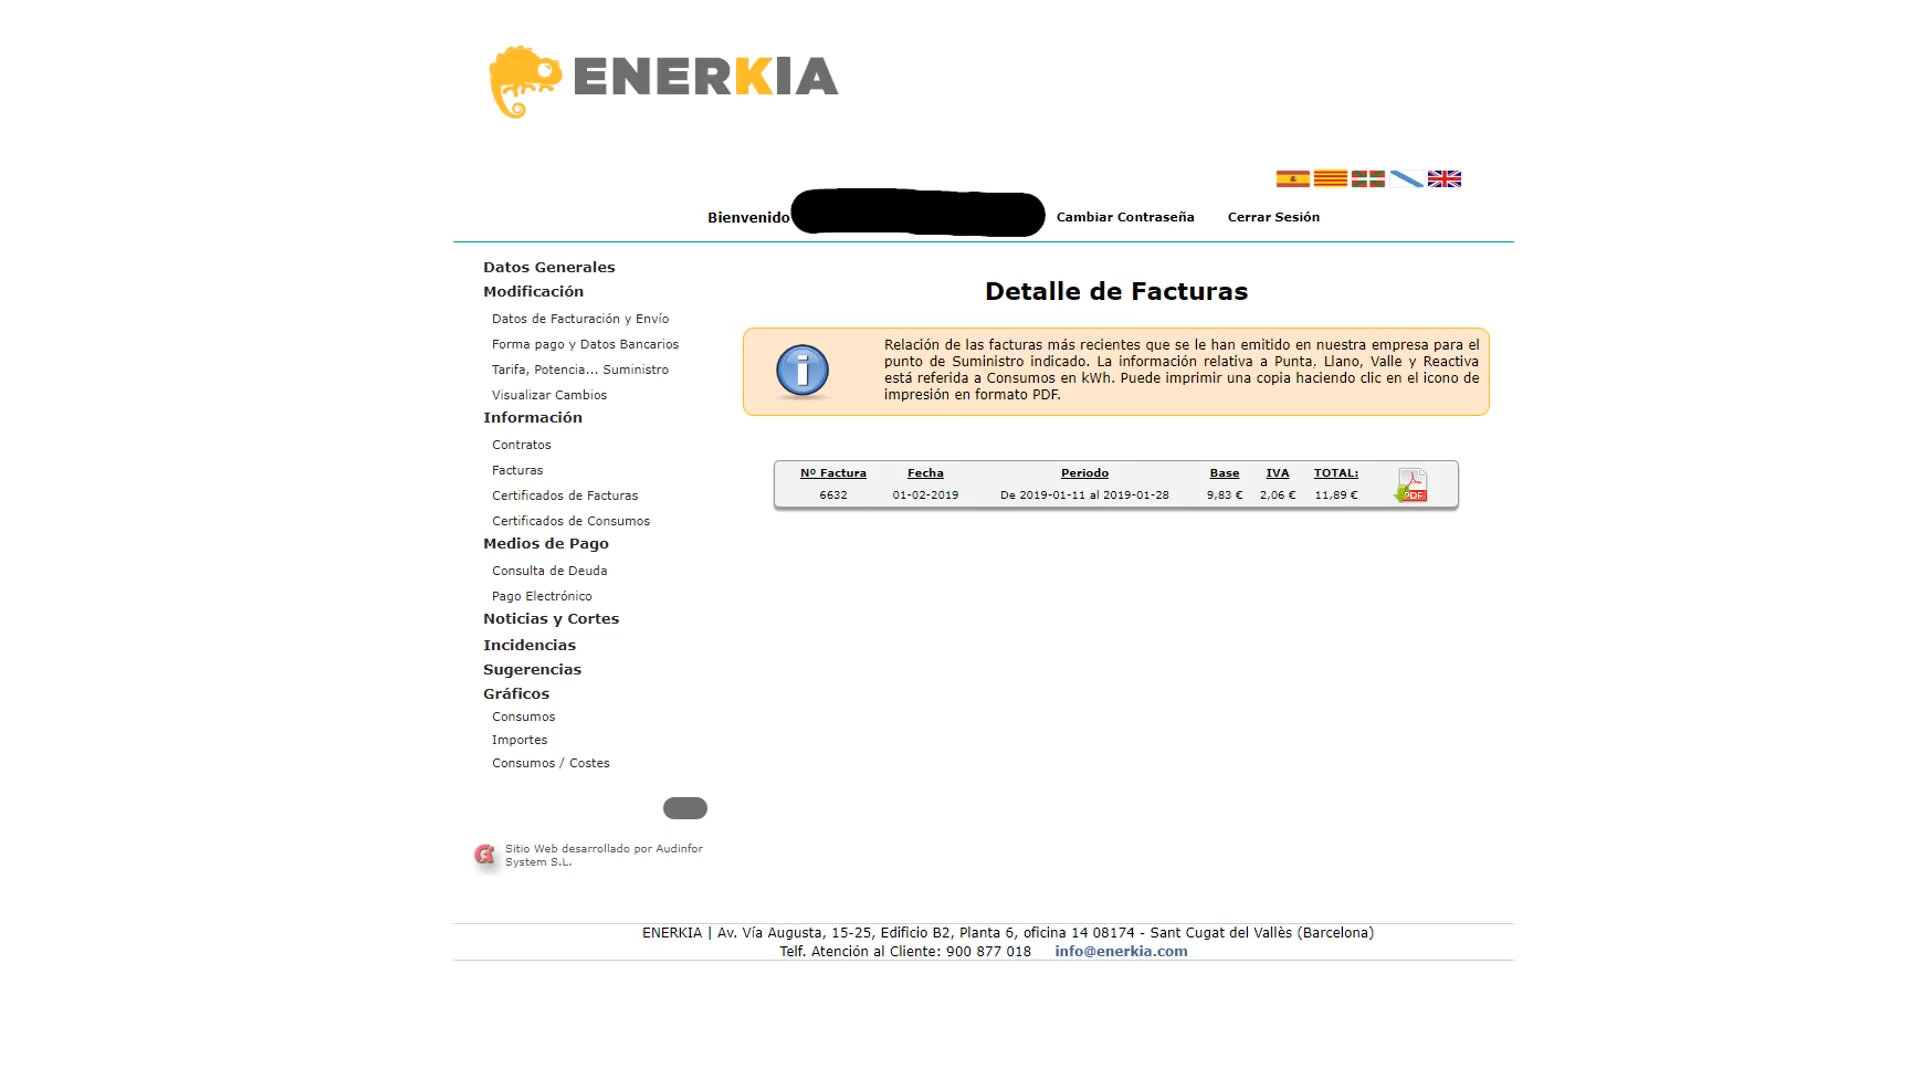 ENERKIA
Bienvenido
Cambiar Contraseña
Cerrar Sesión
Datos Generales
Modificación
Datos de Facturación y Envío
Forma pago y Datos Bancarios
Tarifa, Potencia... Suministro
Visualizar Cambios
Información
Contratos
Facturas
Certificados de Facturas
Certificados de Consumos
Medios de Pago
Consulta de Deuda
Pago Electrónico
Noticias y Cortes
Incidencias
Sugerencias
Gráficos
Consumos
Importes
Consumos / Costes
Sitio Web desarrollado por Audinfor
System S.L.
Detalle de Facturas
Relación de las facturas más recientes que se le han emitido en nuestra empresa para el
punto de Suministro indicado. La información relativa a Punta, Llano, Valle y Reactiva
está referida a Consumos en kWh. Puede imprimir una copia haciendo clic en el icono de
impresión en formato PDF.
Nº Factura Fecha Periodo Base IVA TOTAL:
6632 01-02-2019 De 2019-01-11 al 2019-01-28 9,83 € 2,06 € 11,89 €
PDF
ENERKIA | Av. Vía Augusta, 15-25, Edificio B2, Planta 6, oficina 14 08174 - Sant Cugat del Vallès (Barcelona)
Telf. Atención al Cliente: 900 877 018 info@enerkia.com